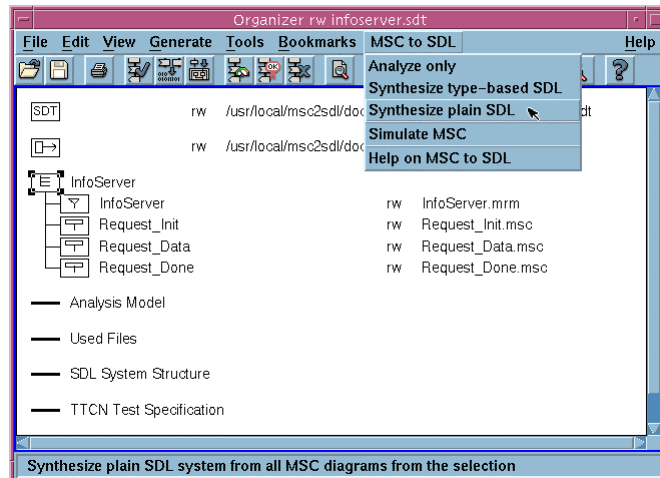 Organizer rw infoserver.sdt
File Edit View Generate Tools Bookmarks MSC to SDL Help
Analyze only
Synthesize type-based SDL
Synthesize plain SDL
Simulate MSC
Help on MSC to SDL
SDT rw /usr/local/msc2sdl/doc dt
rw /usr/local/msc2sdl/doc
InfoServer
InfoServer rw InfoServer.mrm
Request_Init rw Request_Init.msc
Request_Data rw Request_Data.msc
Request_Done rw Request_Done.msc
Analysis Model
Used Files
SDL System Structure
TTCN Test Specification
Synthesize plain SDL system from all MSC diagrams from the selection